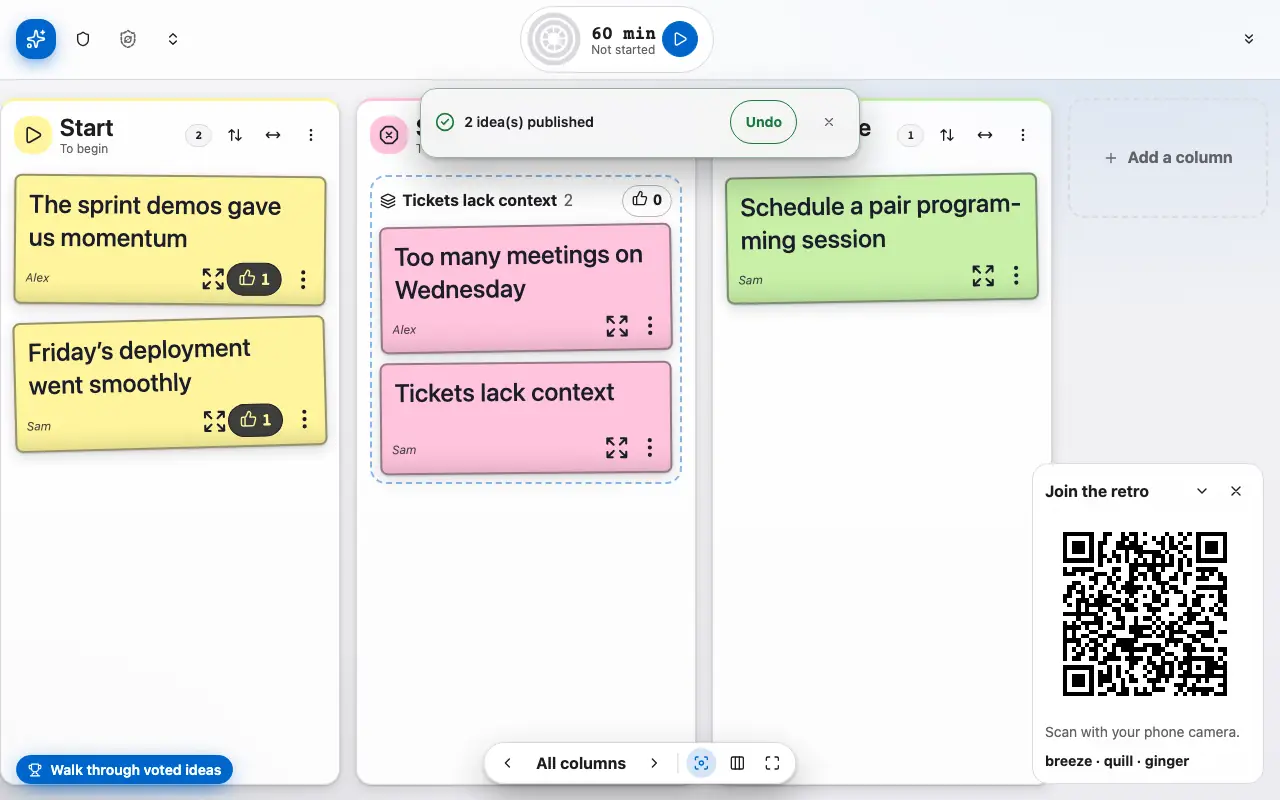 60 min
Not started
2 idea(s) published
Undo
Start
To begin
2
e
1
+ Add a column
The sprint demos gave
us momentum
Alex
1
Friday's deployment
went smoothly
Sam
1
Tickets lack context 2
0
Too many meetings on
Wednesday
Alex
Tickets lack context
Sam
Schedule a pair program-
ming session
Sam
Join the retro
Scan with your phone camera.
breeze · quill · ginger
Walk through voted ideas
All columns